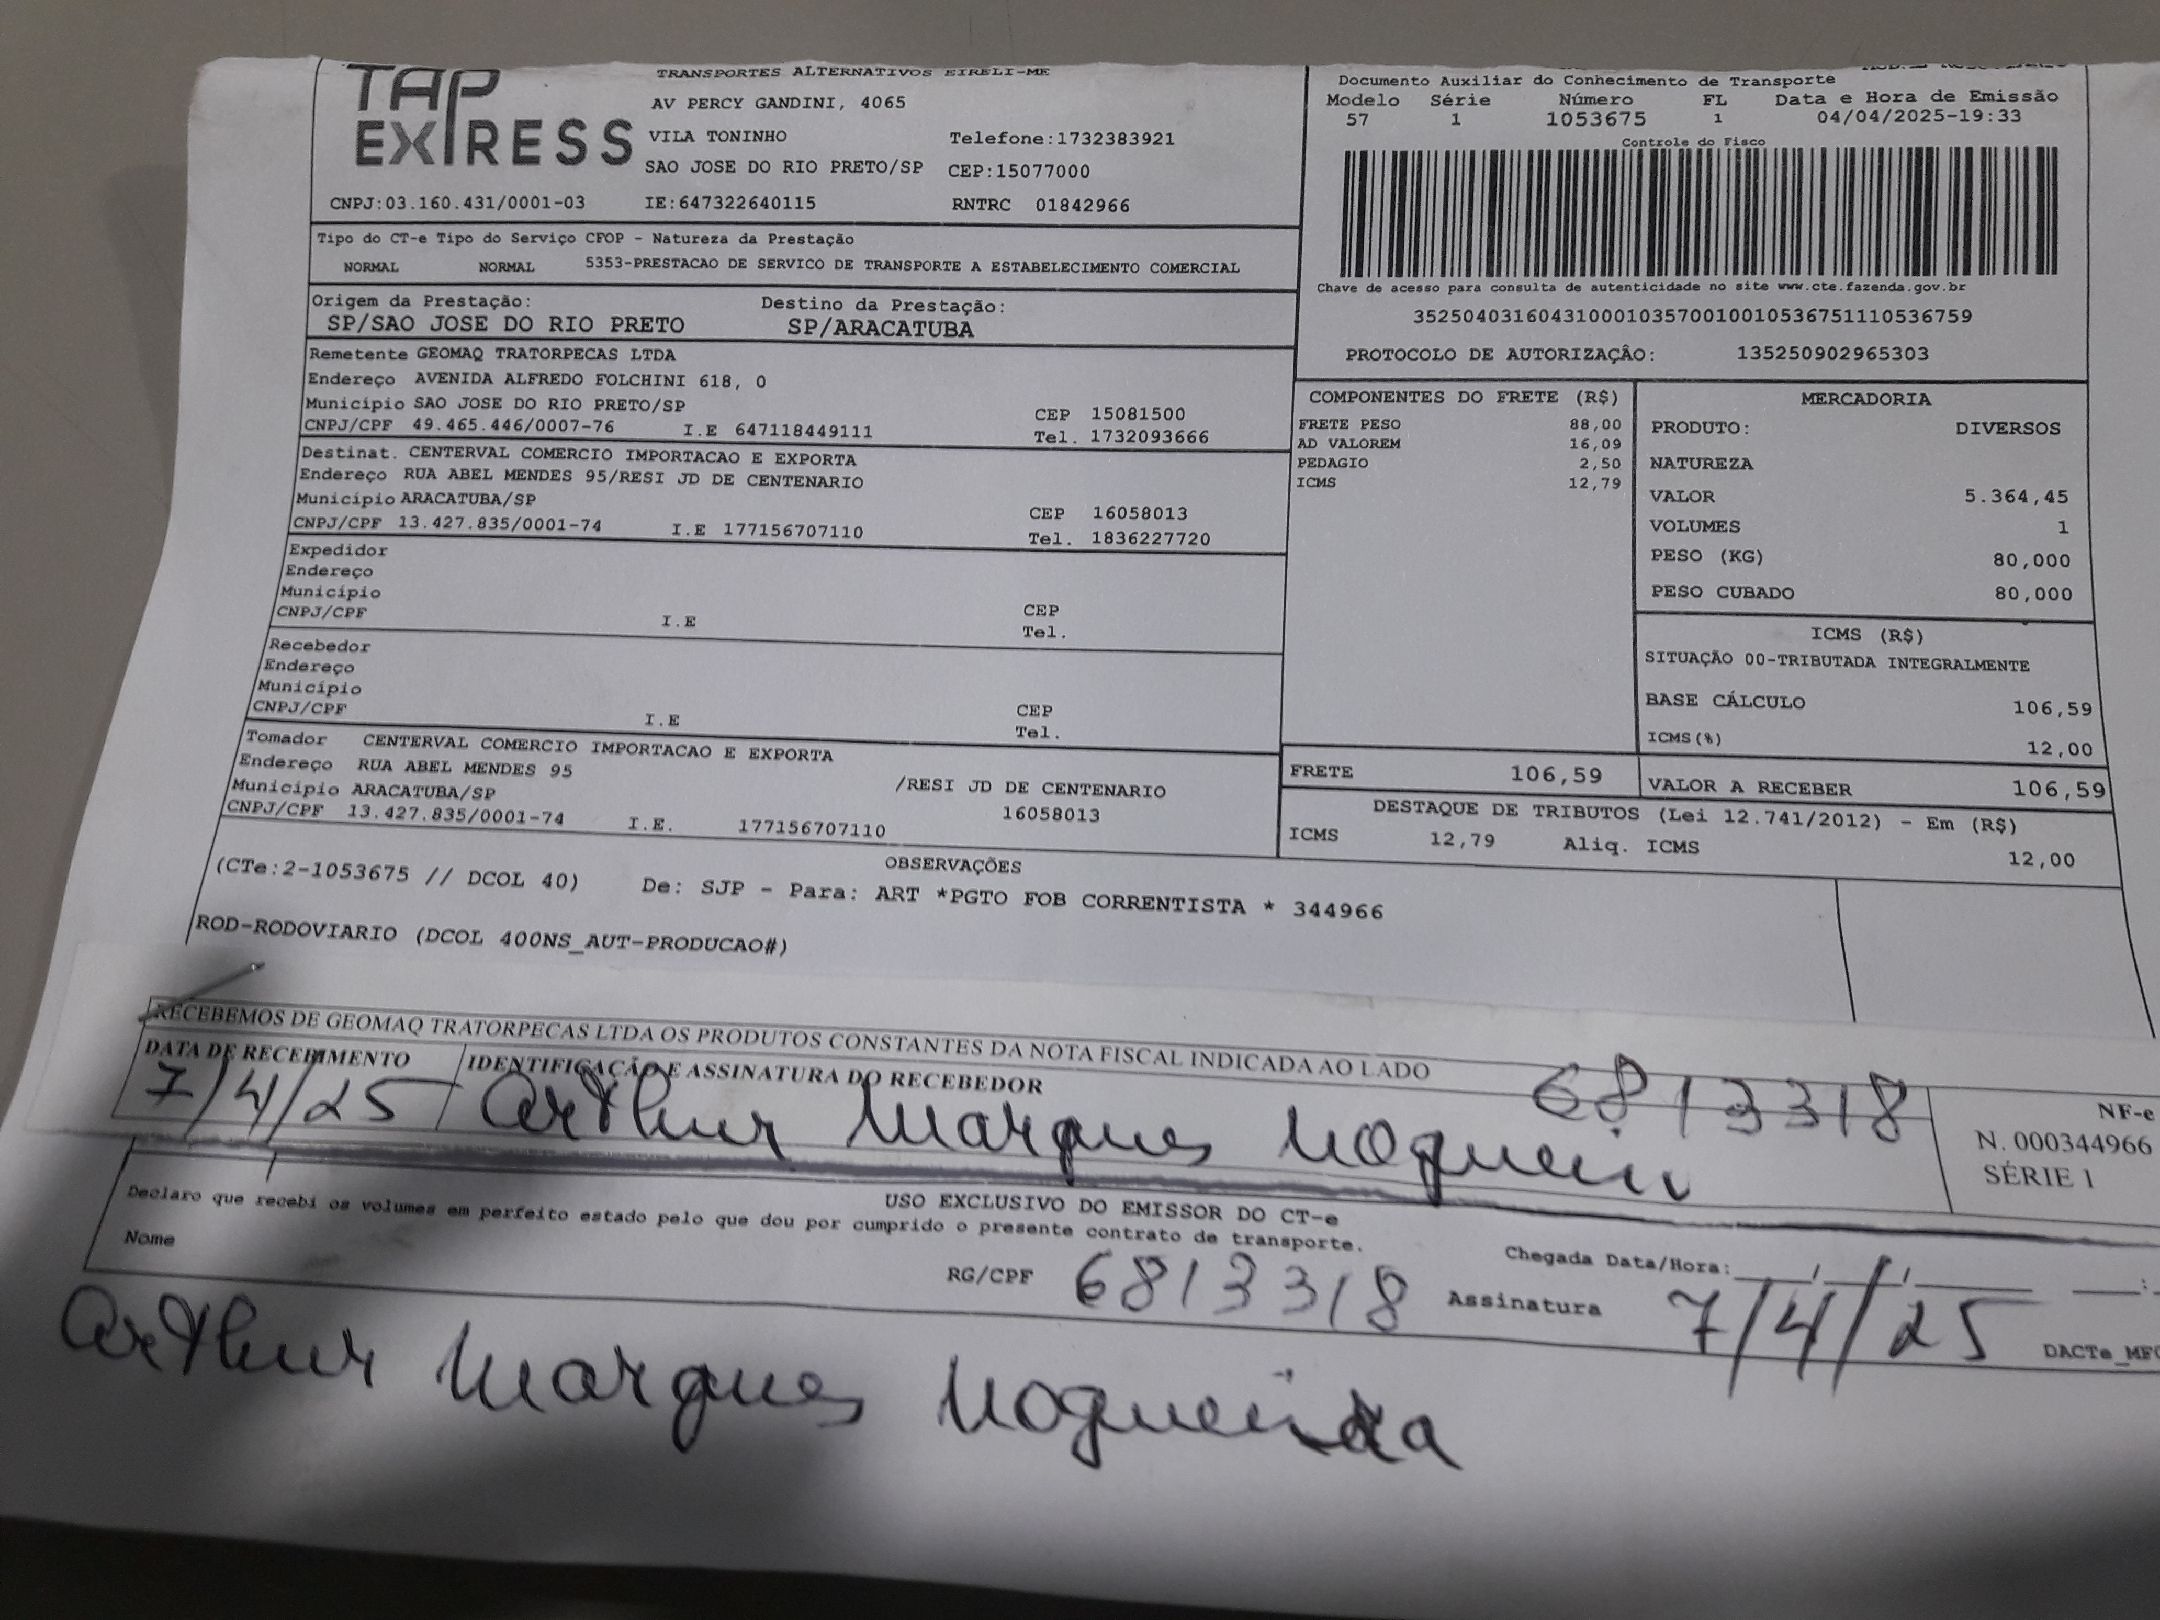 TAP EXPRESS
TRANSPORTES ALTERNATIVOS EIRELI-ME
AV PERCY GANDINI, 4065
VILA TONINHO Telefone:1732383921
SAO JOSE DO RIO PRETO/SP CEP:15077000
CNPJ:03.160.431/0001-03 IE:647322640115 RNTRC 01842966
Documento Auxiliar do Conhecimento de Transporte
Modelo Série Número FL Data e Hora de Emissão
57 1 1053675 1 04/04/2025-19:33
Controle do Fisco
Chave de acesso para consulta de autenticidade no site www.cte.fazenda.gov.br
35250403160431000103570010010536751110536759
PROTOCOLO DE AUTORIZAÇÂO: 135250902965303
Tipo do CT-e Tipo do Serviço CFOP - Natureza da Prestação
NORMAL NORMAL 5353-PRESTACAO DE SERVICO DE TRANSPORTE A ESTABELECIMENTO COMERCIAL
Origem da Prestação: Destino da Prestação:
SP/SAO JOSE DO RIO PRETO SP/ARACATUBA
Remetente GEOMAQ TRATORPECAS LTDA
Endereço AVENIDA ALFREDO FOLCHINI 618, 0
Município SAO JOSE DO RIO PRETO/SP CEP 15081500
CNPJ/CPF 49.465.446/0007-76 I.E 647118449111 Tel. 1732093666
Destinat. CENTERVAL COMERCIO IMPORTACAO E EXPORTA
Endereço RUA ABEL MENDES 95/RESI JD DE CENTENARIO
Município ARACATUBA/SP CEP 16058013
CNPJ/CPF 13.427.835/0001-74 I.E 177156707110 Tel. 1836227720
Expedidor
Endereço
Município CEP
CNPJ/CPF I.E Tel.
Recebedor
Endereço
Município CEP
CNPJ/CPF I.E Tel.
Tomador CENTERVAL COMERCIO IMPORTACAO E EXPORTA
Endereço RUA ABEL MENDES 95 /RESI JD DE CENTENARIO
Município ARACATUBA/SP 16058013
CNPJ/CPF 13.427.835/0001-74 I.E. 177156707110
COMPONENTES DO FRETE (R$)
FRETE PESO 88,00
AD VALOREM 16,09
PEDAGIO 2,50
ICMS 12,79
MERCADORIA
PRODUTO: DIVERSOS
NATUREZA
VALOR 5.364,45
VOLUMES 1
PESO (KG) 80,000
PESO CUBADO 80,000
ICMS (R$)
SITUAÇÃO 00-TRIBUTADA INTEGRALMENTE
BASE CÁLCULO 106,59
ICMS(%) 12,00
FRETE 106,59 VALOR A RECEBER 106,59
DESTAQUE DE TRIBUTOS (Lei 12.741/2012) - Em (R$)
ICMS 12,79 Aliq. ICMS 12,00
OBSERVAÇÕES
(CTe:2-1053675 // DCOL 40) De: SJP - Para: ART *PGTO FOB CORRENTISTA * 344966
ROD-RODOVIARIO (DCOL 400NS_AUT-PRODUCAO#)
RECEBEMOS DE GEOMAQ TRATORPECAS LTDA OS PRODUTOS CONSTANTES DA NOTA FISCAL INDICADA AO LADO
DATA DE RECEBIMENTO IDENTIFICAÇÃO E ASSINATURA DO RECEBEDOR
7/4/25 Arthur Marques Nogueir 6813318
NF-e
N. 000344966
SÉRIE 1
USO EXCLUSIVO DO EMISSOR DO CT-e
Declaro que recebi os volumes em perfeito estado pelo que dou por cumprido o presente contrato de transporte.
Nome RG/CPF 6813318 Assinatura Chegada Data/Hora:____/____/______ ____:
7/4/25
Arthur Marques Nogueira